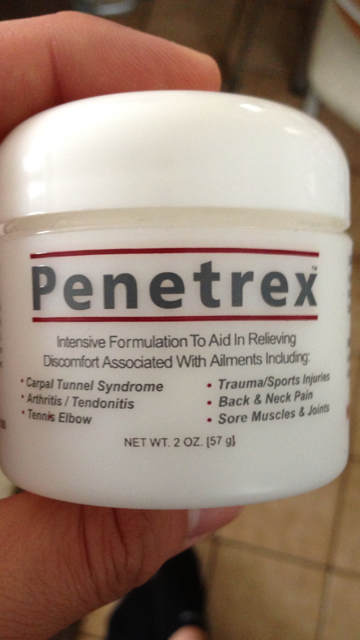 Penetrex™
Intensive Formulation To Aid In Relieving
Discomfort Associated With Ailments Including:
• Carpal Tunnel Syndrome
• Arthritis / Tendonitis
• Tennis Elbow
• Trauma/Sports Injuries
• Back & Neck Pain
• Sore Muscles & Joints
NET WT. 2 OZ. [57 g]